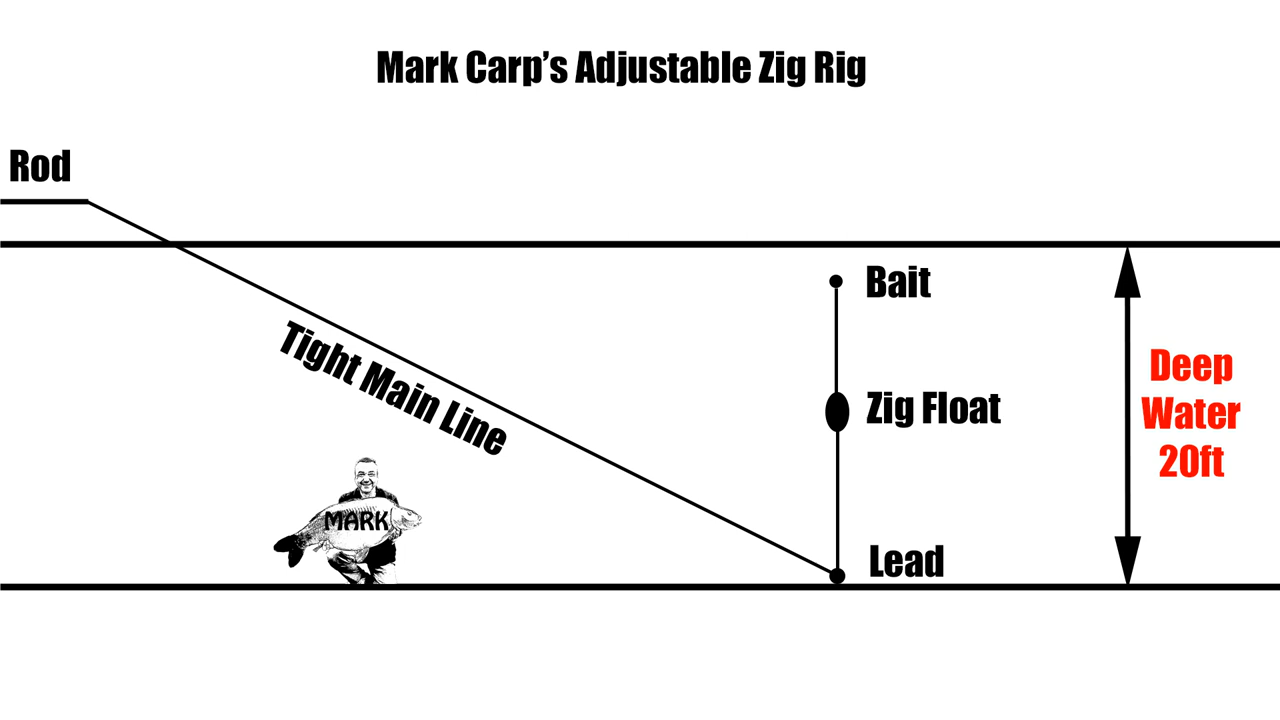 Mark Carp’s Adjustable Zig Rig
Rod
Bait
Tight Main Line
Zig Float
Deep
Water
20ft
MARK
Lead